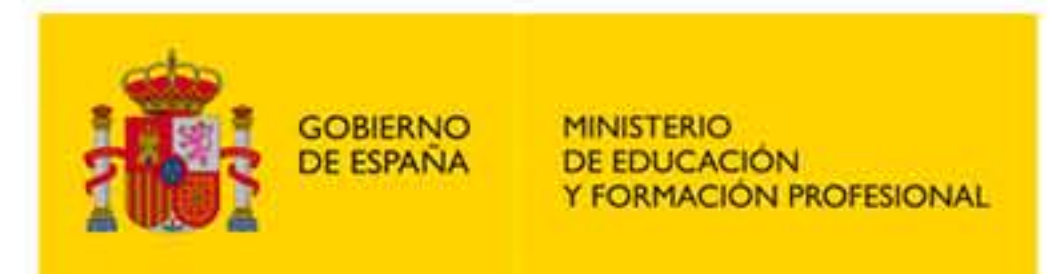 GOBIERNO
DE ESPAÑA
MINISTERIO
DE EDUCACIÓN
Y FORMACIÓN PROFESIONAL